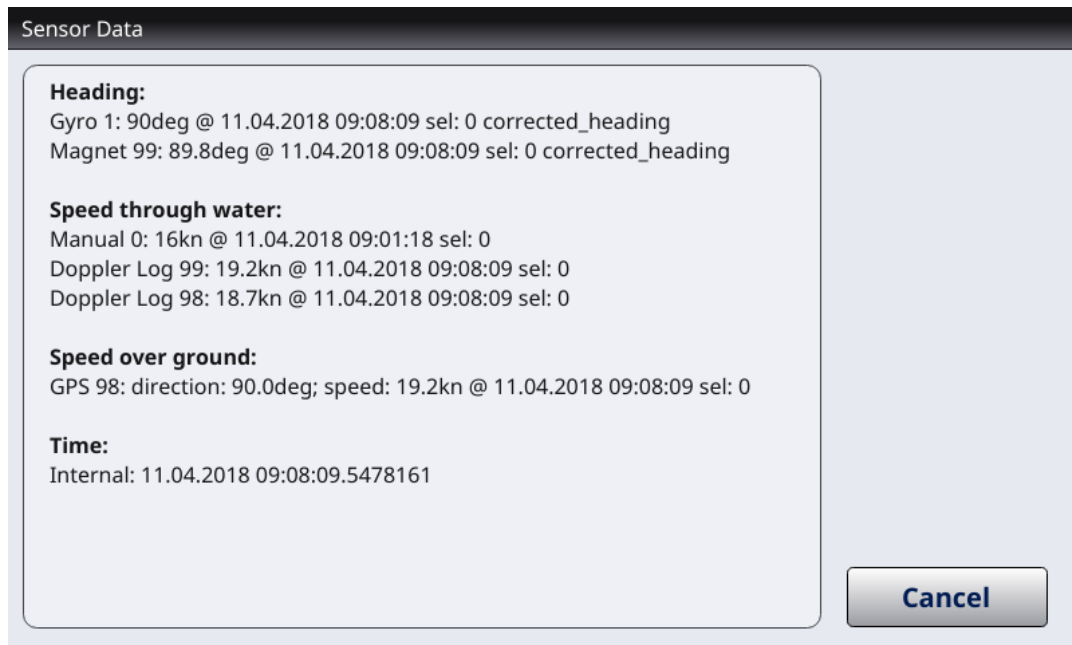 Sensor Data
Heading:
Gyro 1: 90deg @ 11.04.2018 09:08:09 sel: 0 corrected_heading
Magnet 99: 89.8deg @ 11.04.2018 09:08:09 sel: 0 corrected_heading
Speed through water:
Manual 0: 16kn @ 11.04.2018 09:01:18 sel: 0
Doppler Log 99: 19.2kn @ 11.04.2018 09:08:09 sel: 0
Doppler Log 98: 18.7kn @ 11.04.2018 09:08:09 sel: 0
Speed over ground:
GPS 98: direction: 90.0deg; speed: 19.2kn @ 11.04.2018 09:08:09 sel: 0
Time:
Internal: 11.04.2018 09:08:09.5478161
Cancel